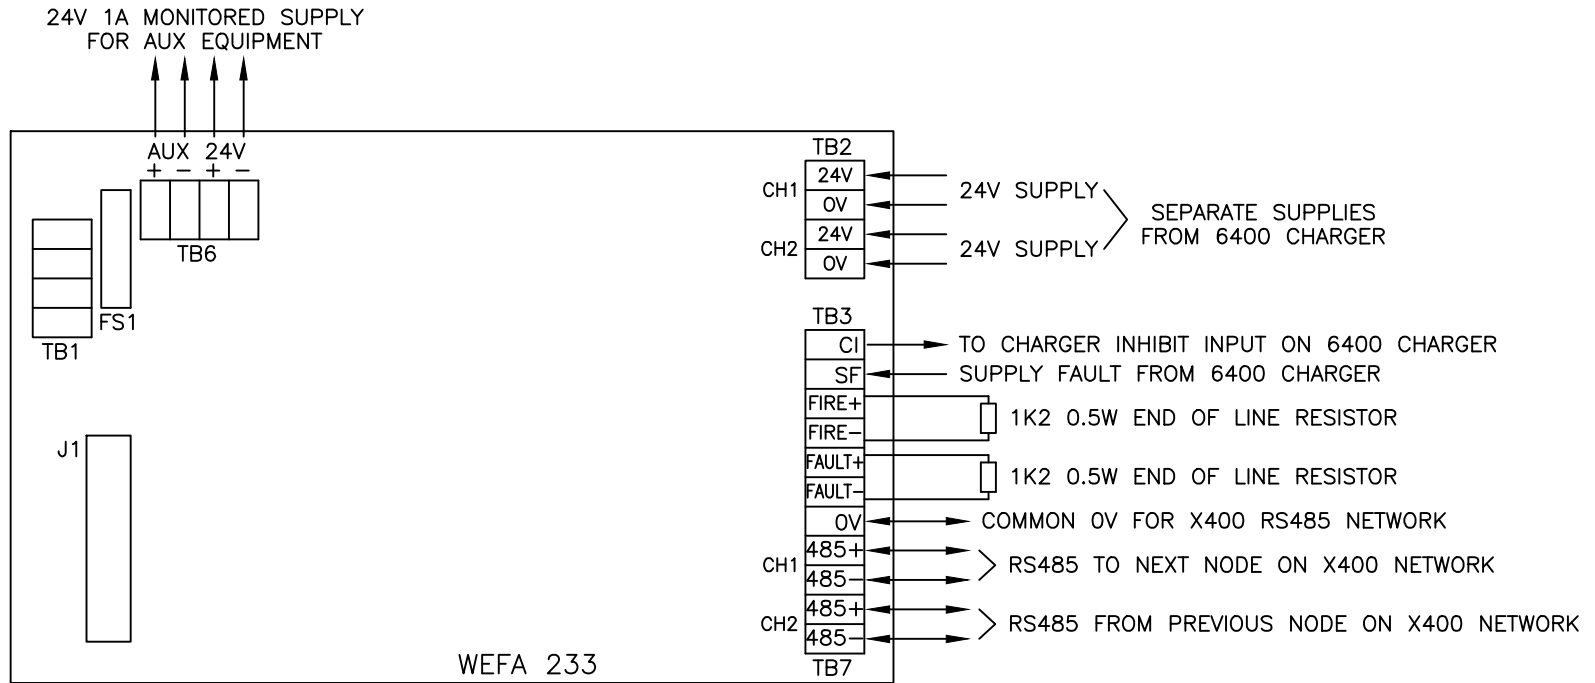 24V 1A MONITORED SUPPLY
FOR AUX EQUIPMENT
AUX 24V
+ - + -
TB6
FS1
TB1
J1
WEFA 233
TB2
CH1
24V
0V
24V SUPPLY
CH2
24V
0V
24V SUPPLY
SEPARATE SUPPLIES
FROM 6400 CHARGER
TB3
CI TO CHARGER INHIBIT INPUT ON 6400 CHARGER
SF SUPPLY FAULT FROM 6400 CHARGER
FIRE+
FIRE-
1K2 0.5W END OF LINE RESISTOR
FAULT+
FAULT-
1K2 0.5W END OF LINE RESISTOR
0V COMMON 0V FOR X400 RS485 NETWORK
CH1
485+
485-
RS485 TO NEXT NODE ON X400 NETWORK
CH2
485+
485-
RS485 FROM PREVIOUS NODE ON X400 NETWORK
TB7